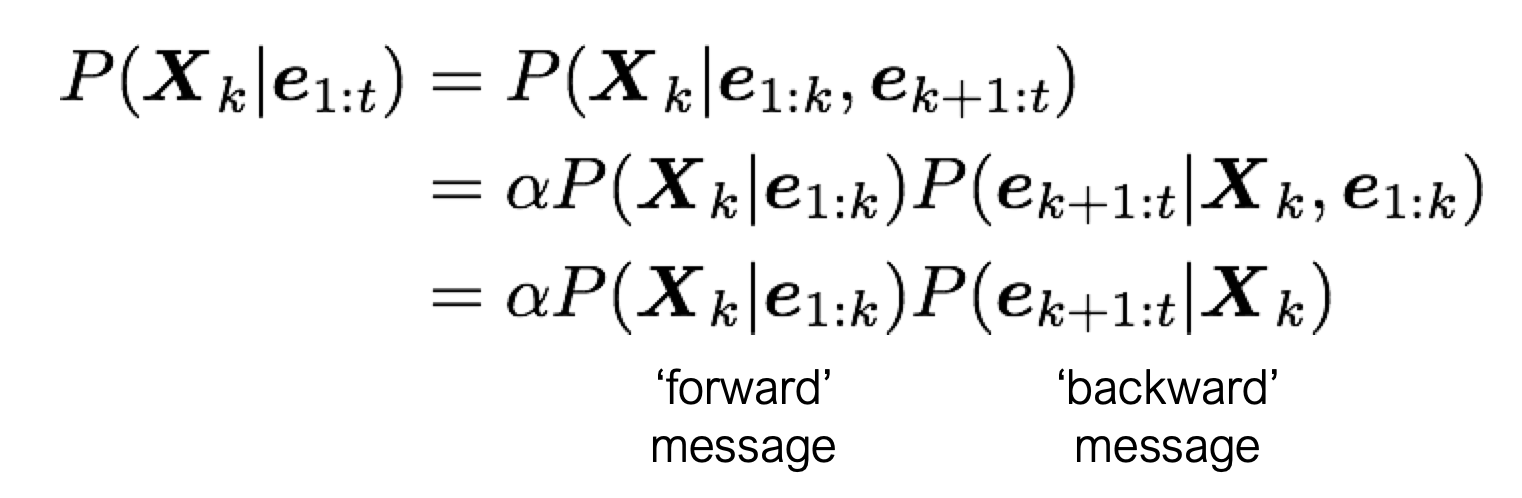 P(X_k|e_{1:t}) = P(X_k|e_{1:k}, e_{k+1:t})
= αP(X_k|e_{1:k})P(e_{k+1:t}|X_k, e_{1:k})
= αP(X_k|e_{1:k})P(e_{k+1:t}|X_k)
‘forward’ ‘backward’
message message